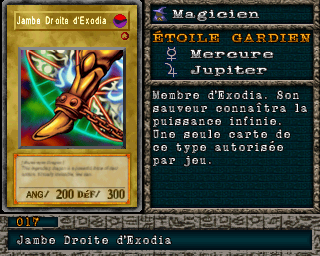 Jambe Droite d'Exodia
ANG/ 200 DÉF/ 300
Magicien
ÉTOILE GARDIEN
Mercure
Jupiter
Membre d'Exodia. Son
sauveur connaîtra la
puissance infinie.
Une seule carte de
ce type autorisée
par jeu.
017
Jambe Droite d'Exodia